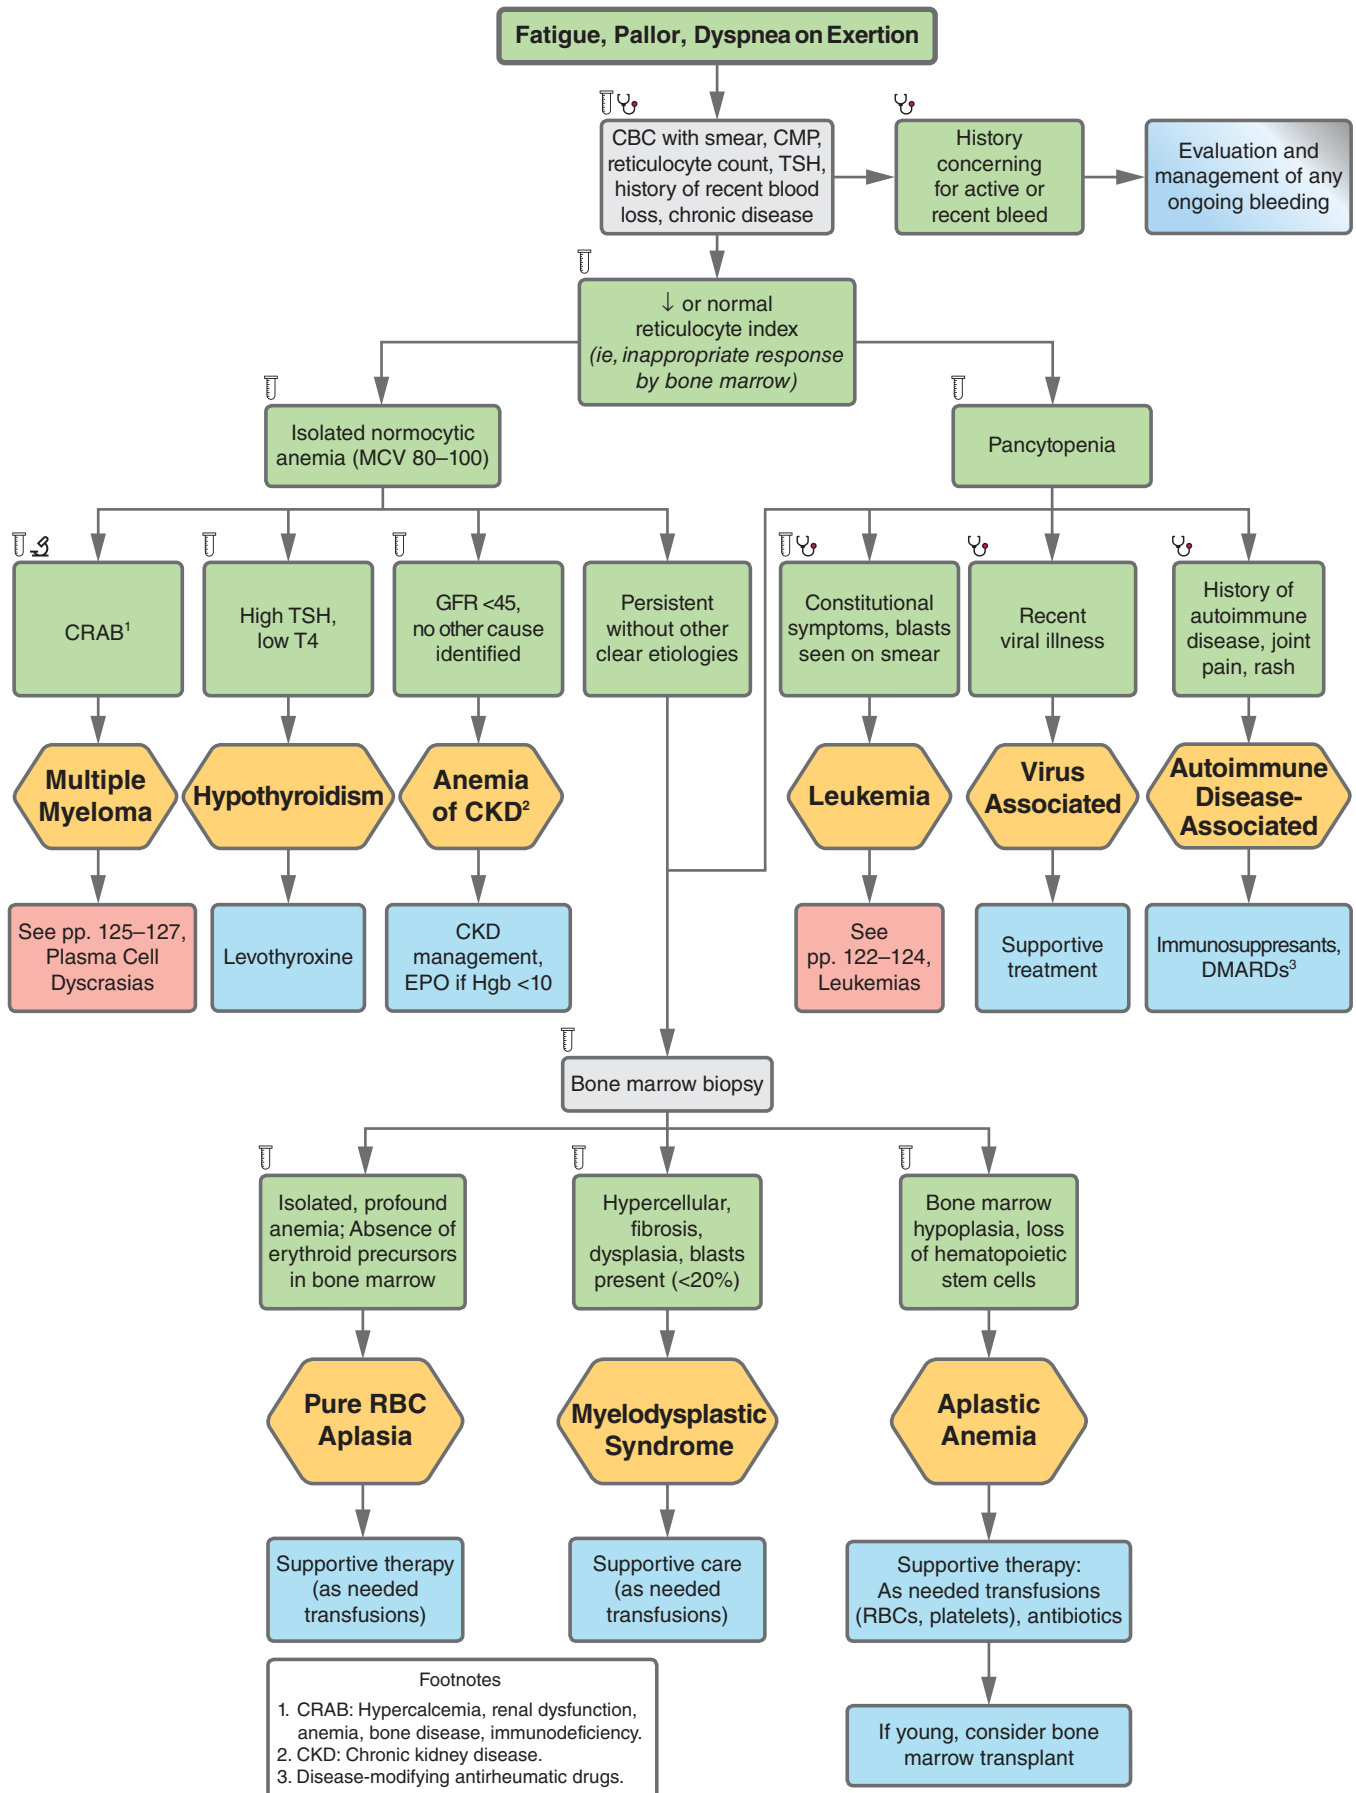 Fatigue, Pallor, Dyspnea on Exertion
CBC with smear, CMP,
reticulocyte count, TSH,
history of recent blood
loss, chronic disease
History
concerning
for active or
recent bleed
Evaluation and
management of any
ongoing bleeding
↓ or normal
reticulocyte index
(ie, inappropriate response
by bone marrow)
Isolated normocytic
anemia (MCV 80–100)
Pancytopenia
CRAB¹
High TSH,
low T4
GFR <45,
no other cause
identified
Persistent
without other
clear etiologies
Constitutional
symptoms, blasts
seen on smear
Recent
viral illness
History of
autoimmune
disease, joint
pain, rash
Multiple
Myeloma
Hypothyroidism
Anemia
of CKD²
Leukemia
Virus
Associated
Autoimmune
Disease-
Associated
See pp. 125–127,
Plasma Cell
Dyscrasias
Levothyroxine
CKD
management,
EPO if Hgb <10
See
pp. 122–124,
Leukemias
Supportive
treatment
Immunosuppresants,
DMARDs³
Bone marrow biopsy
Isolated, profound
anemia; Absence of
erythroid precursors
in bone marrow
Hypercellular,
fibrosis,
dysplasia, blasts
present (<20%)
Bone marrow
hypoplasia, loss
of hematopoietic
stem cells
Pure RBC
Aplasia
Myelodysplastic
Syndrome
Aplastic
Anemia
Supportive therapy
(as needed
transfusions)
Supportive care
(as needed
transfusions)
Supportive therapy:
As needed transfusions
(RBCs, platelets), antibiotics
If young, consider bone
marrow transplant
Footnotes
1. CRAB: Hypercalcemia, renal dysfunction,
anemia, bone disease, immunodeficiency.
2. CKD: Chronic kidney disease.
3. Disease-modifying antirheumatic drugs.